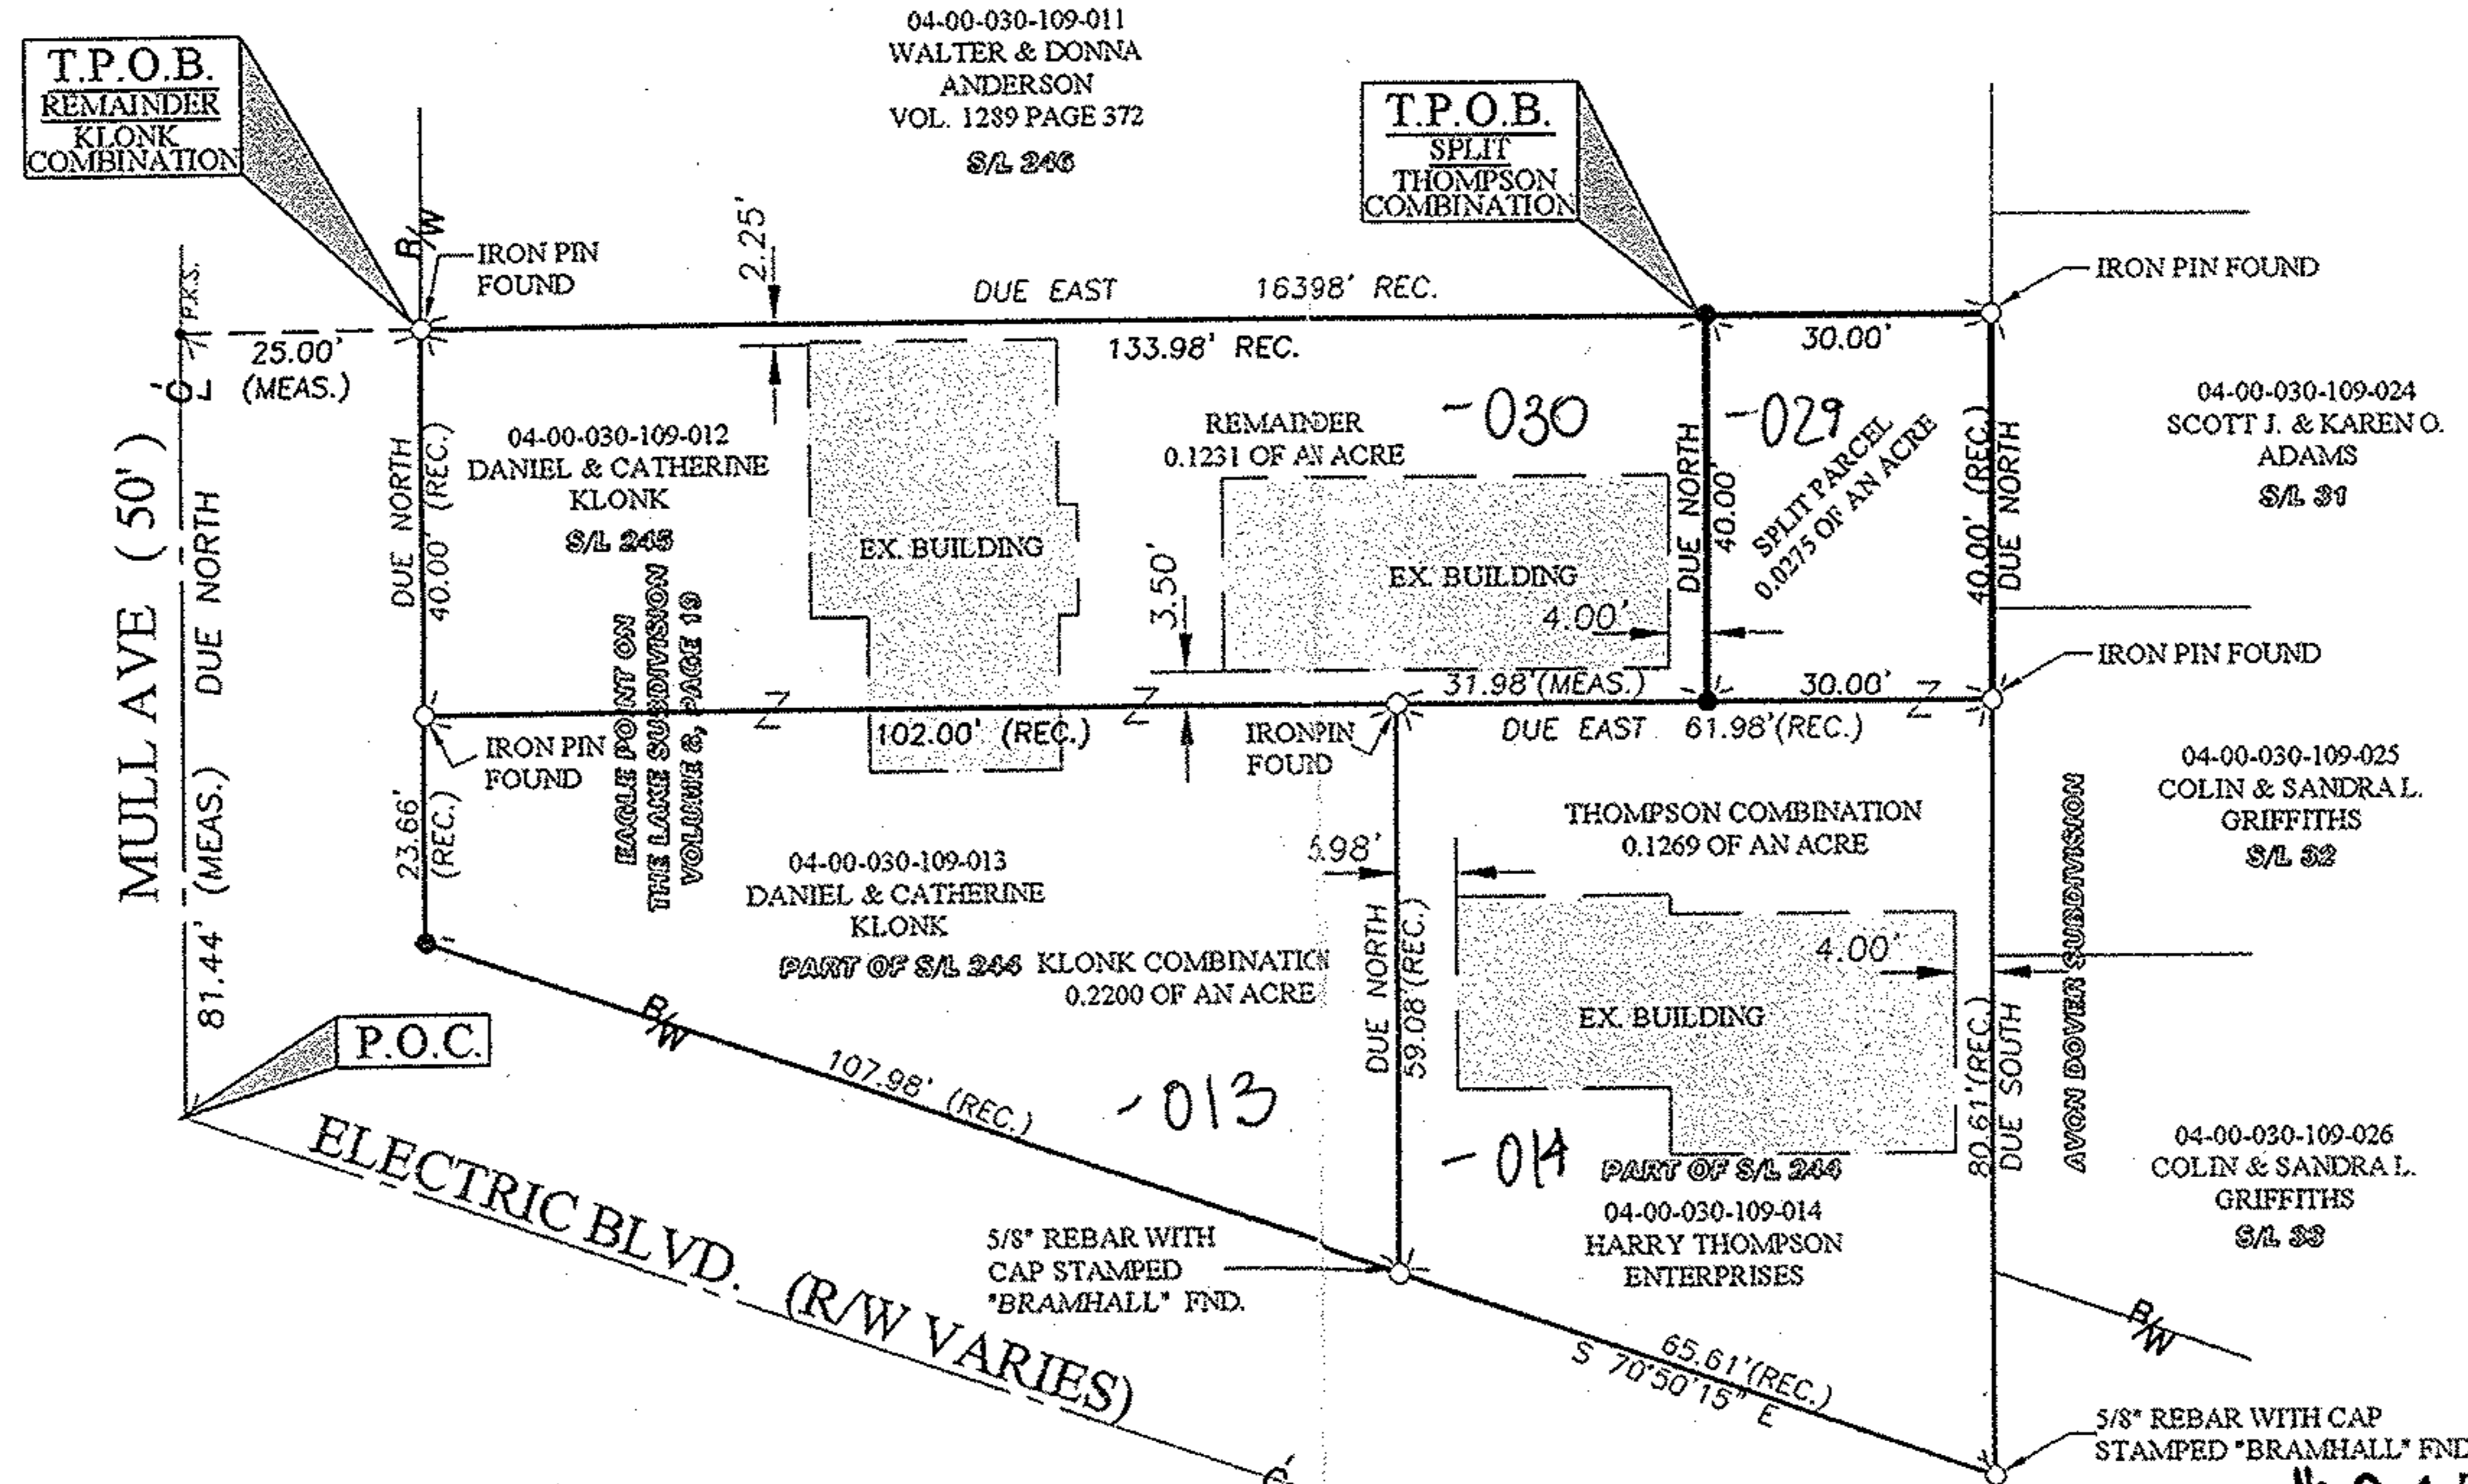 04-00-030-109-011
WALTER & DONNA
ANDERSON
VOL. 1289 PAGE 372
S/L 246
T.P.O.B.
REMAINDER
KLONK
COMBINATION
T.P.O.B.
SPLIT
THOMPSON
COMBINATION
R/W
IRON PIN
FOUND
2.25'
DUE EAST 16398' REC.
IRON PIN FOUND
P.K.S.
25.00'
(MEAS.)
133.98' REC.
30.00'
MULL AVE (50')
DUE NORTH
81.44' (MEAS.)
DUE NORTH
40.00' (REC.)
04-00-030-109-012
DANIEL & CATHERINE
KLONK
S/L 245
EX. BUILDING
REMAINDER
0.1231 OF AN ACRE
-030
-029
EX. BUILDING
4.00'
3.50'
DUE NORTH
40.00'
SPLIT PARCEL
0.0275 OF AN ACRE
40.00' (REC.)
DUE NORTH
04-00-030-109-024
SCOTT J. & KAREN O.
ADAMS
S/L 31
EAGLE POINT ON
THE LAKE SUBDIVISION
VOLUME 8, PAGE 19
IRON PIN FOUND
31.98' (MEAS.)
30.00'
Z Z Z
102.00' (REC.)
DUE EAST 61.98' (REC.)
IRON PIN
FOUND
IRON PIN
FOUND
23.66'
(REC.)
04-00-030-109-013
DANIEL & CATHERINE
KLONK
PART OF S/L 244
KLONK COMBINATION
0.2200 OF AN ACRE
5.98'
DUE NORTH
59.08' (REC.)
THOMPSON COMBINATION
0.1269 OF AN ACRE
4.00'
EX. BUILDING
80.61' (REC.)
DUE SOUTH
AVON DOVER SUBDIVISION
04-00-030-109-025
COLIN & SANDRA L.
GRIFFITHS
S/L 32
P.O.C.
R/W
107.98' (REC.)
-013
-014
PART OF S/L 244
04-00-030-109-014
HARRY THOMPSON
ENTERPRISES
04-00-030-109-026
COLIN & SANDRA L.
GRIFFITHS
S/L 33
ELECTRIC BLVD. (R/W VARIES)
5/8" REBAR WITH
CAP STAMPED
"BRAMHALL" FND.
65.61' (REC.)
S 70°50'15" E
R/W
5/8" REBAR WITH CAP
STAMPED "BRAMHALL" FND